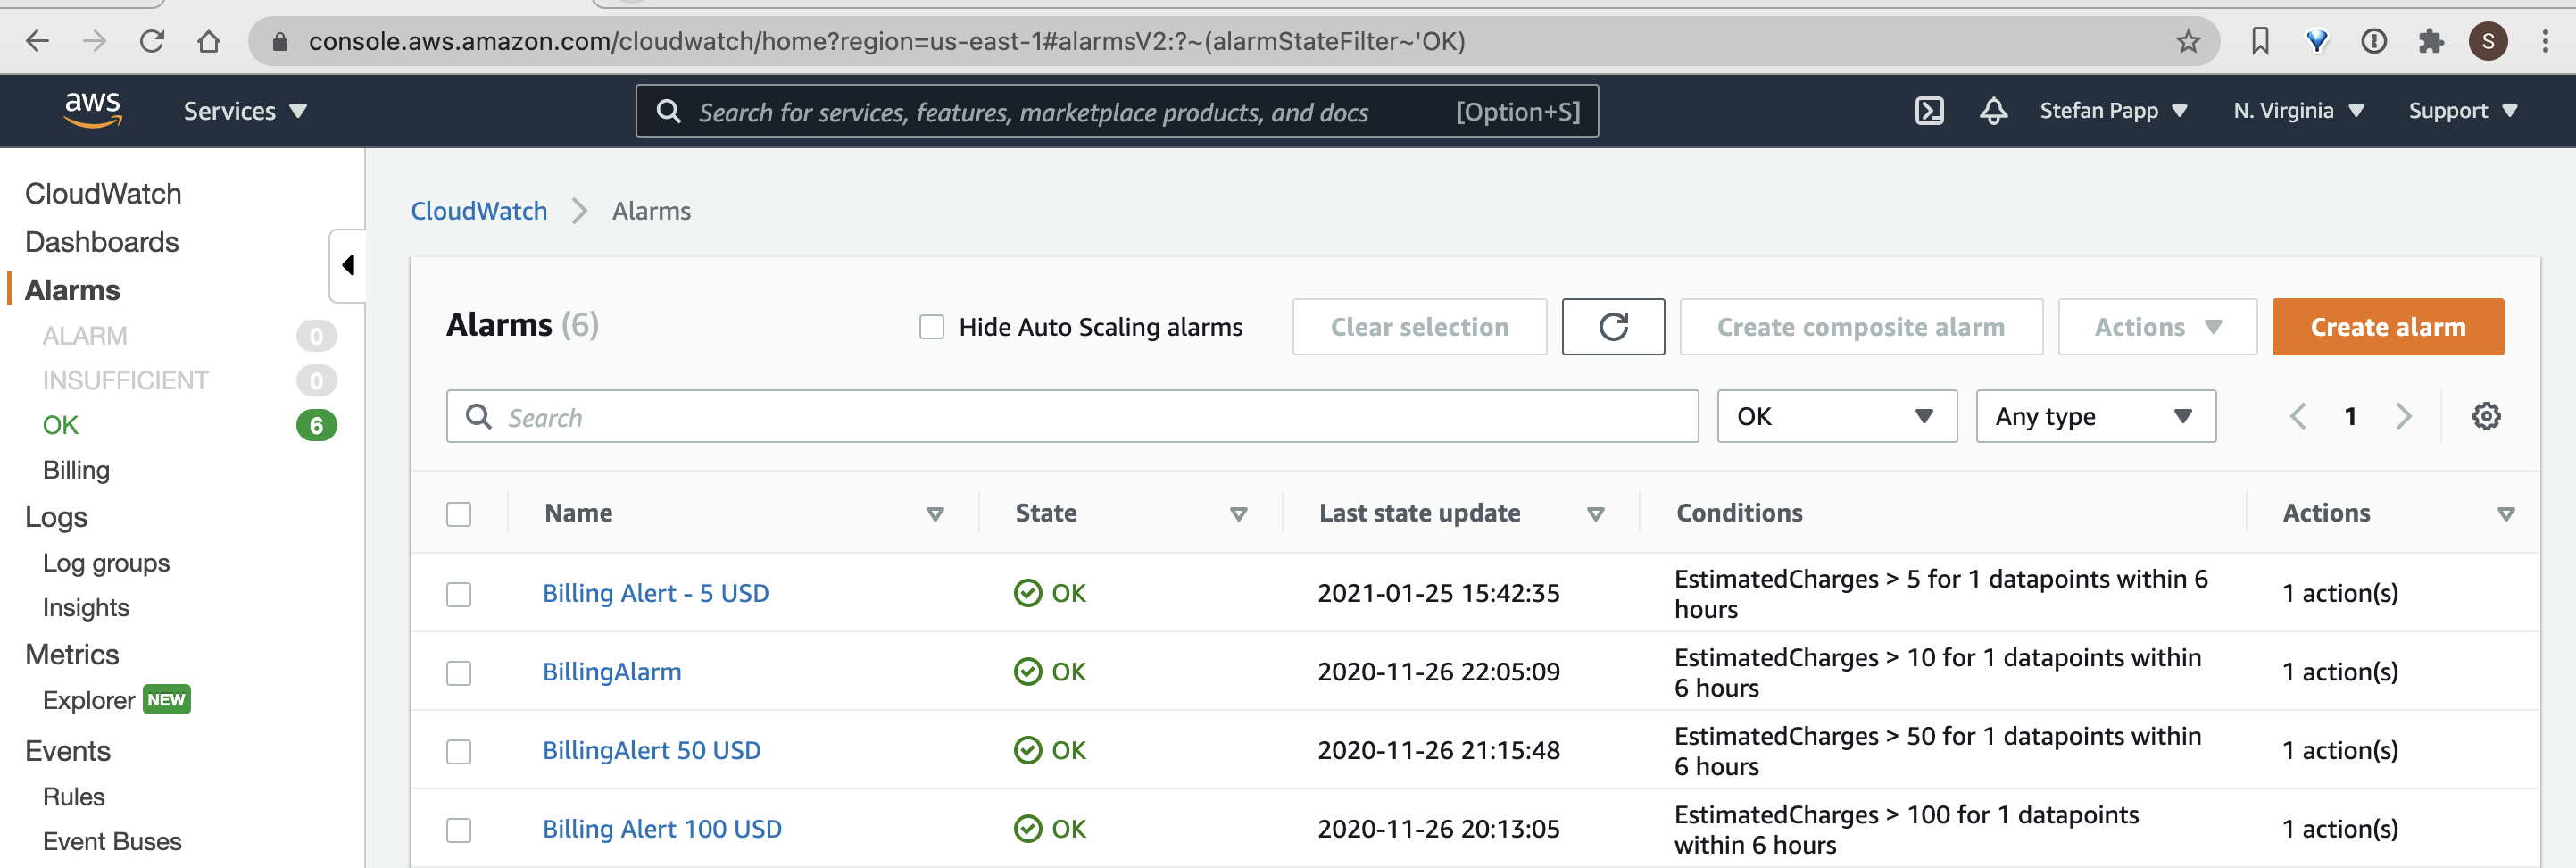 console.aws.amazon.com/cloudwatch/home?region=us-east-1#alarmsV2:?~(alarmStateFilter~'OK)
S
aws
Services
Search for services, features, marketplace products, and docs [Option+S]
Stefan Papp
N. Virginia
Support
CloudWatch
Dashboards
Alarms
ALARM 0
INSUFFICIENT 0
OK 6
Billing
Logs
Log groups
Insights
Metrics
Explorer NEW
Events
Rules
Event Buses
CloudWatch > Alarms
Alarms (6)
Hide Auto Scaling alarms
Clear selection
Create composite alarm
Actions
Create alarm
Search
OK
Any type
1
Name State Last state update Conditions Actions
Billing Alert - 5 USD OK 2021-01-25 15:42:35 EstimatedCharges > 5 for 1 datapoints within 6
hours
1 action(s)
BillingAlarm OK 2020-11-26 22:05:09 EstimatedCharges > 10 for 1 datapoints within
6 hours
1 action(s)
BillingAlert 50 USD OK 2020-11-26 21:15:48 EstimatedCharges > 50 for 1 datapoints within
6 hours
1 action(s)
Billing Alert 100 USD OK 2020-11-26 20:13:05 EstimatedCharges > 100 for 1 datapoints
within 6 hours
1 action(s)